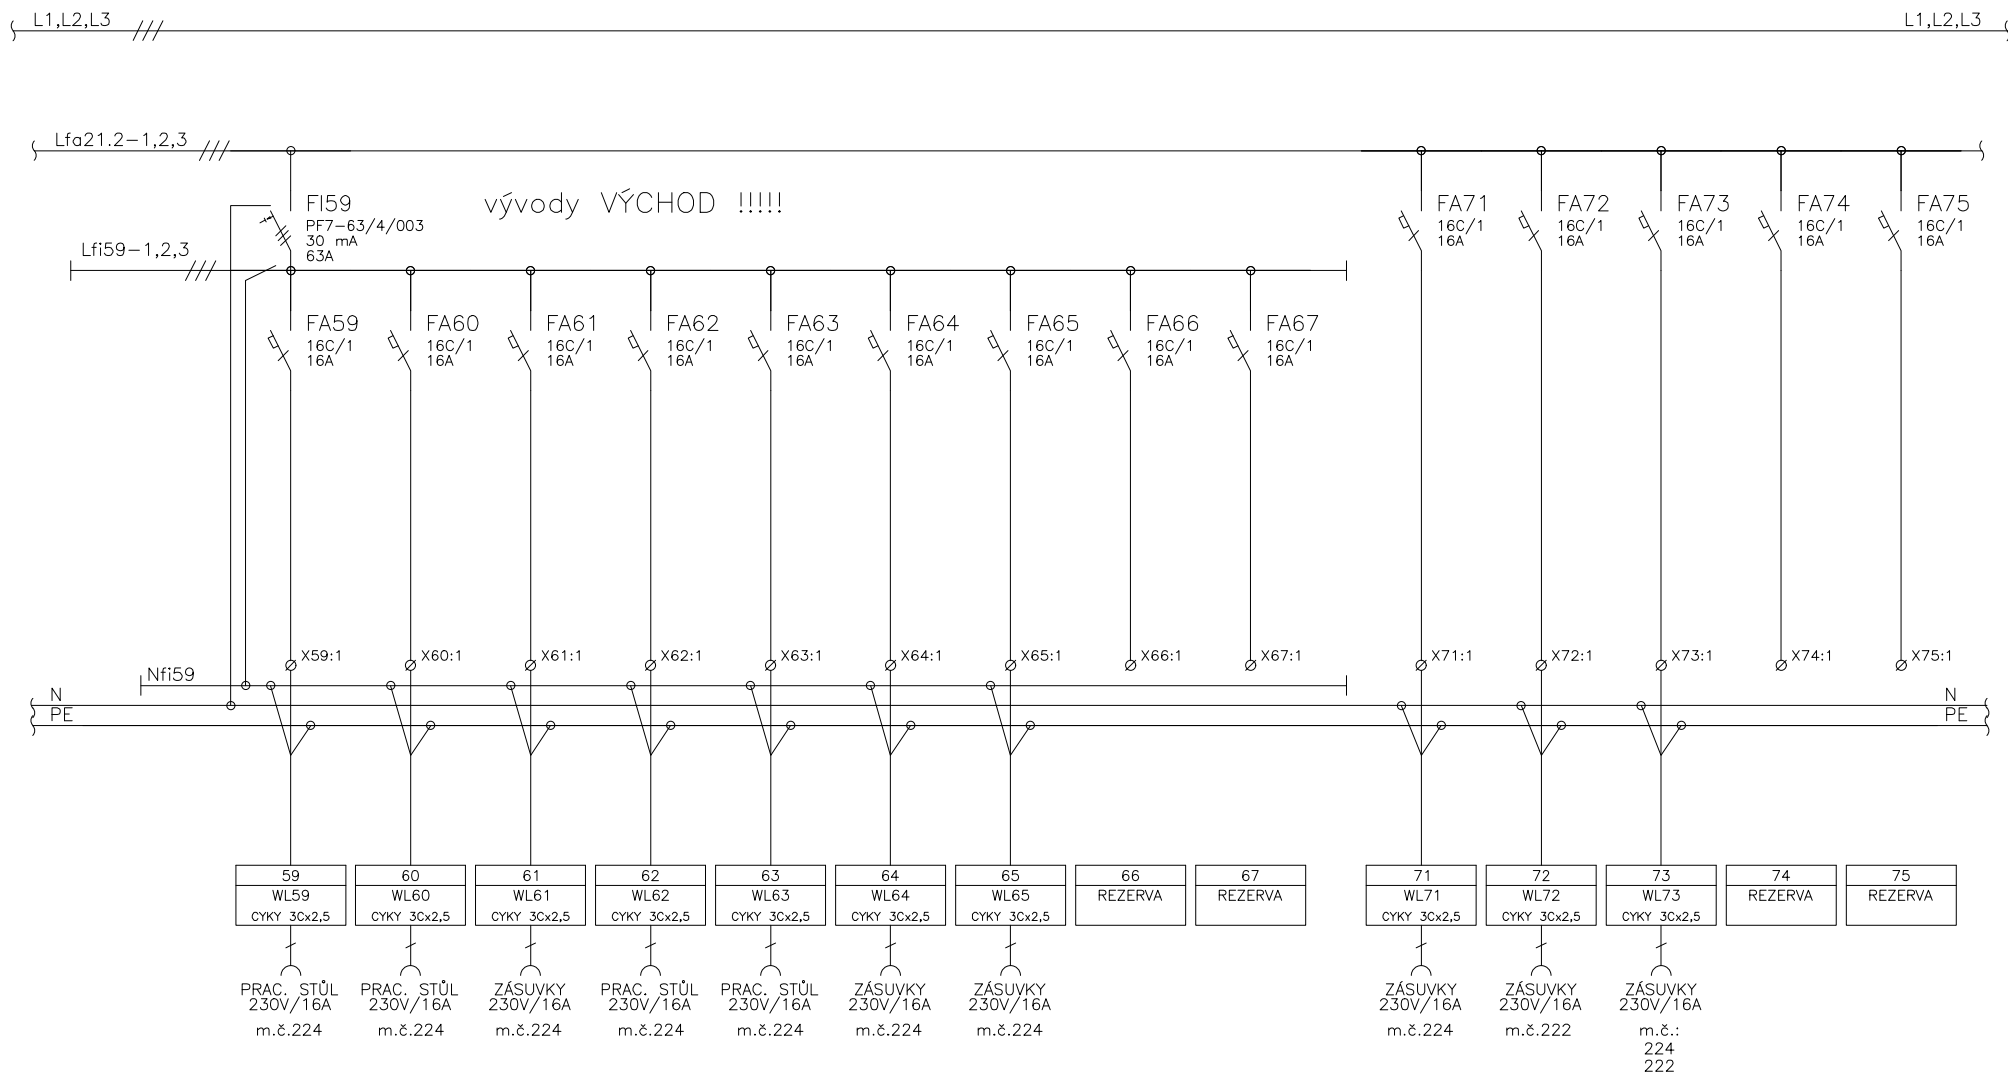 L1,L2,L3
L1,L2,L3
Lfa21.2-1,2,3
FI59
PF7-63/4/003
30 mA
63A
vývody VÝCHOD !!!!!
FA71
16C/1
16A
FA72
16C/1
16A
FA73
16C/1
16A
FA74
16C/1
16A
FA75
16C/1
16A
Lfi59-1,2,3
FA59
16C/1
16A
FA60
16C/1
16A
FA61
16C/1
16A
FA62
16C/1
16A
FA63
16C/1
16A
FA64
16C/1
16A
FA65
16C/1
16A
FA66
16C/1
16A
FA67
16C/1
16A
X59:1
X60:1
X61:1
X62:1
X63:1
X64:1
X65:1
X66:1
X67:1
X71:1
X72:1
X73:1
X74:1
X75:1
Nfi59
N
PE
N
PE
59
WL59
CYKY 3Cx2,5
PRAC. STŮL
230V/16A
m.č.224
60
WL60
CYKY 3Cx2,5
PRAC. STŮL
230V/16A
m.č.224
61
WL61
CYKY 3Cx2,5
ZÁSUVKY
230V/16A
m.č.224
62
WL62
CYKY 3Cx2,5
PRAC. STŮL
230V/16A
m.č.224
63
WL63
CYKY 3Cx2,5
PRAC. STŮL
230V/16A
m.č.224
64
WL64
CYKY 3Cx2,5
ZÁSUVKY
230V/16A
m.č.224
65
WL65
CYKY 3Cx2,5
ZÁSUVKY
230V/16A
m.č.224
66
REZERVA
67
REZERVA
71
WL71
CYKY 3Cx2,5
ZÁSUVKY
230V/16A
m.č.224
72
WL72
CYKY 3Cx2,5
ZÁSUVKY
230V/16A
m.č.222
73
WL73
CYKY 3Cx2,5
ZÁSUVKY
230V/16A
m.č.:
224
222
74
REZERVA
75
REZERVA